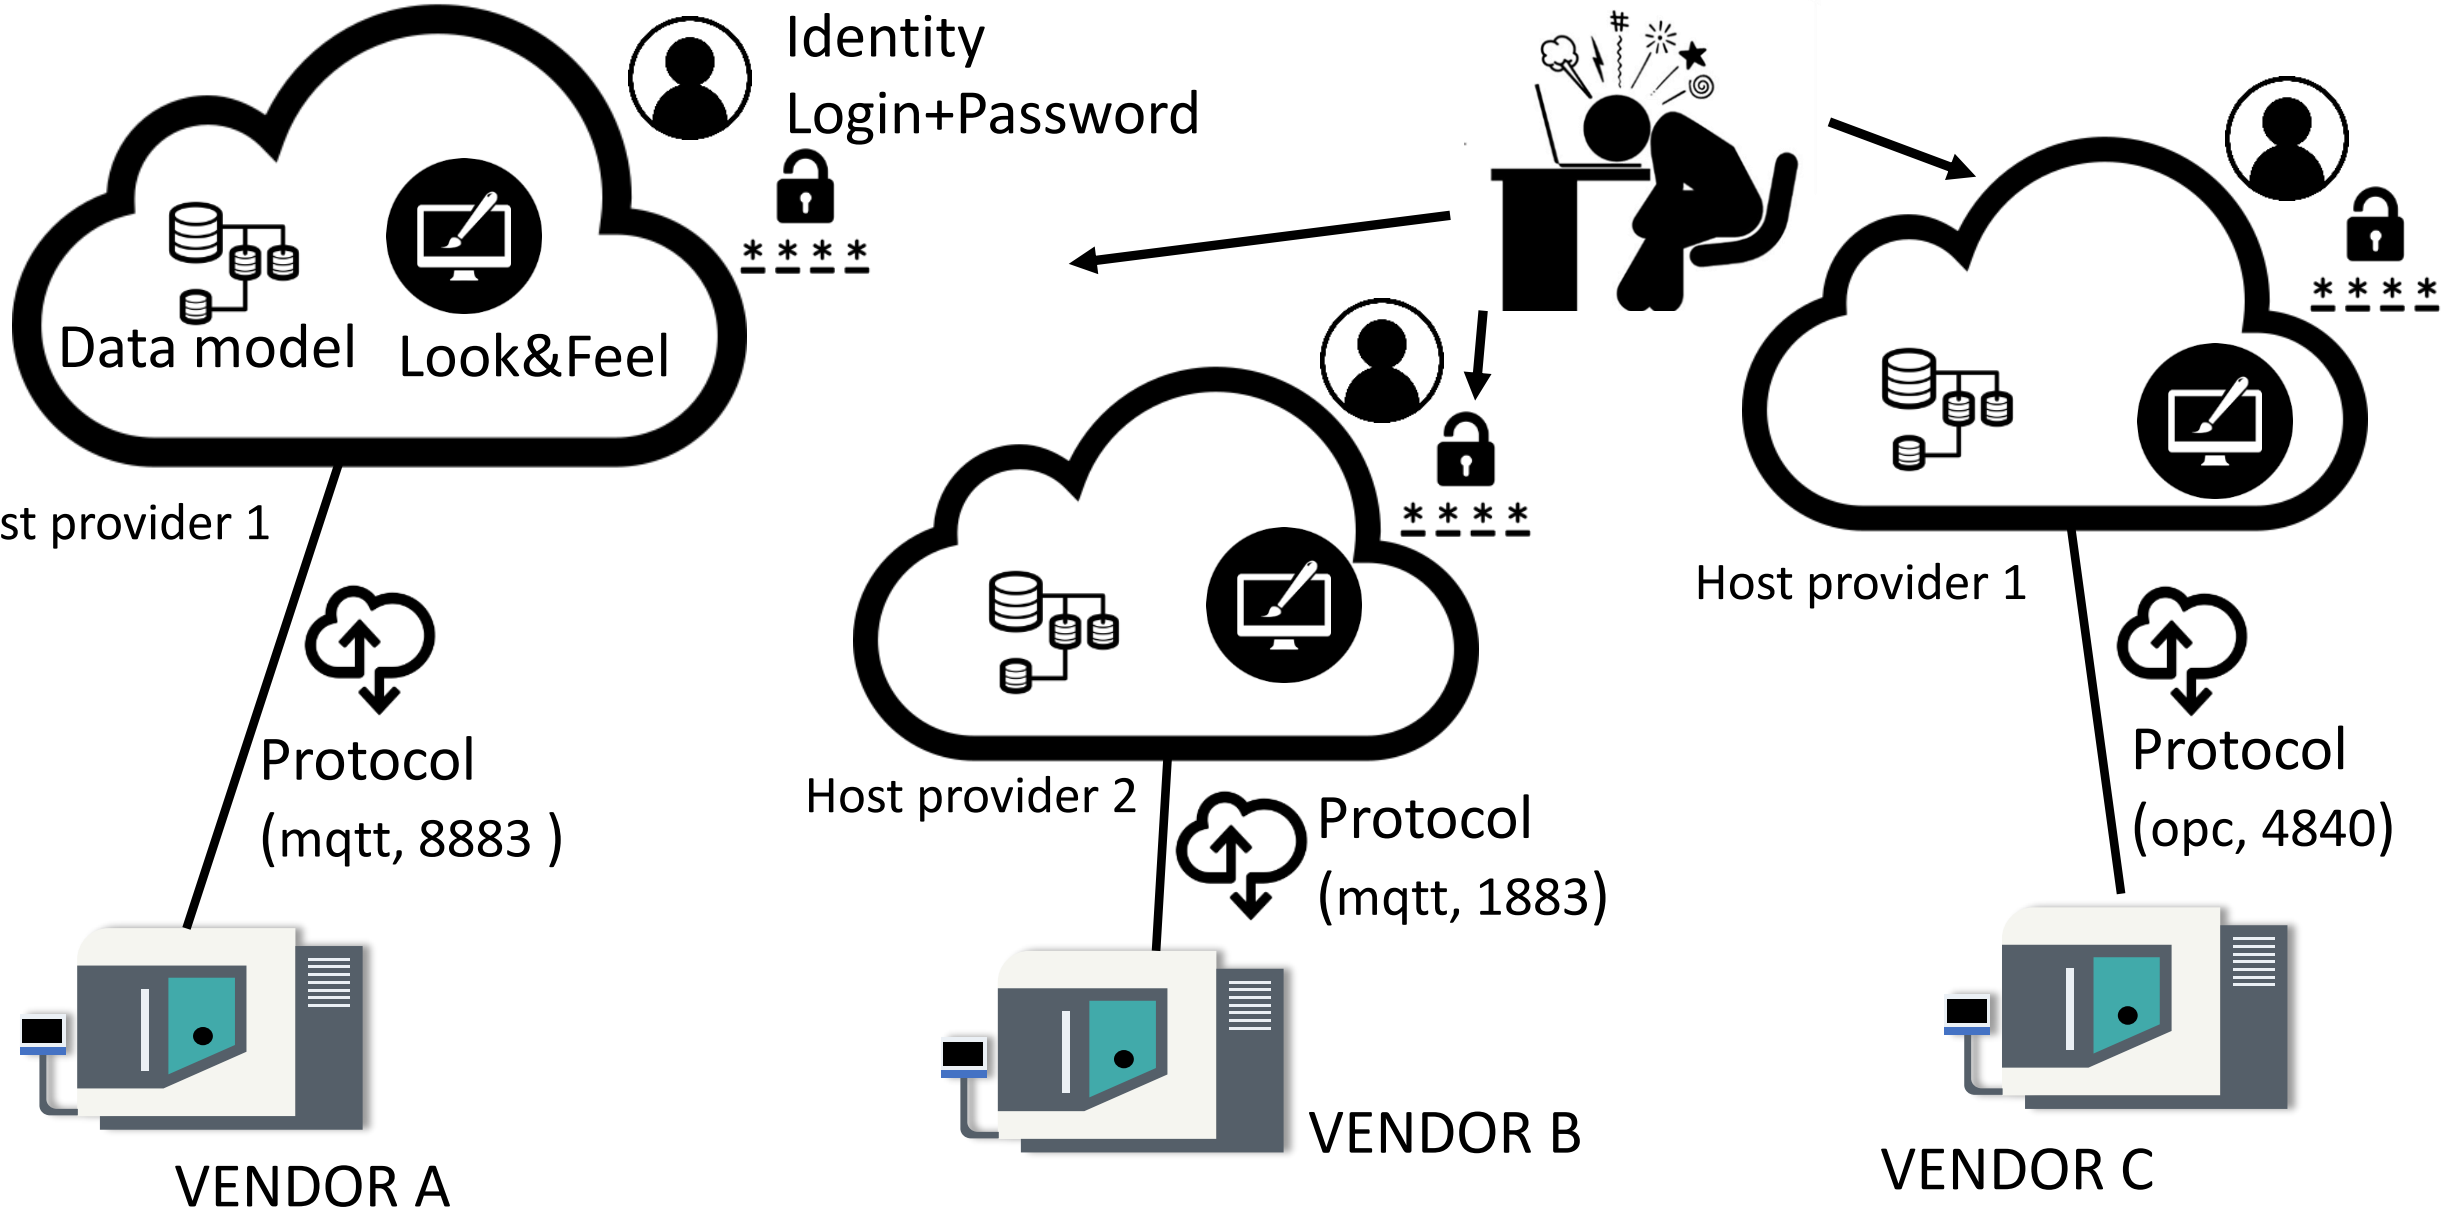 Identity
Login+Password
* * * *
* * * *
Data model
Look&Feel
st provider 1
* * * *
Host provider 1
Protocol
(mqtt, 8883 )
Host provider 2
Protocol
(mqtt, 1883)
Protocol
(opc, 4840)
VENDOR A
VENDOR B
VENDOR C